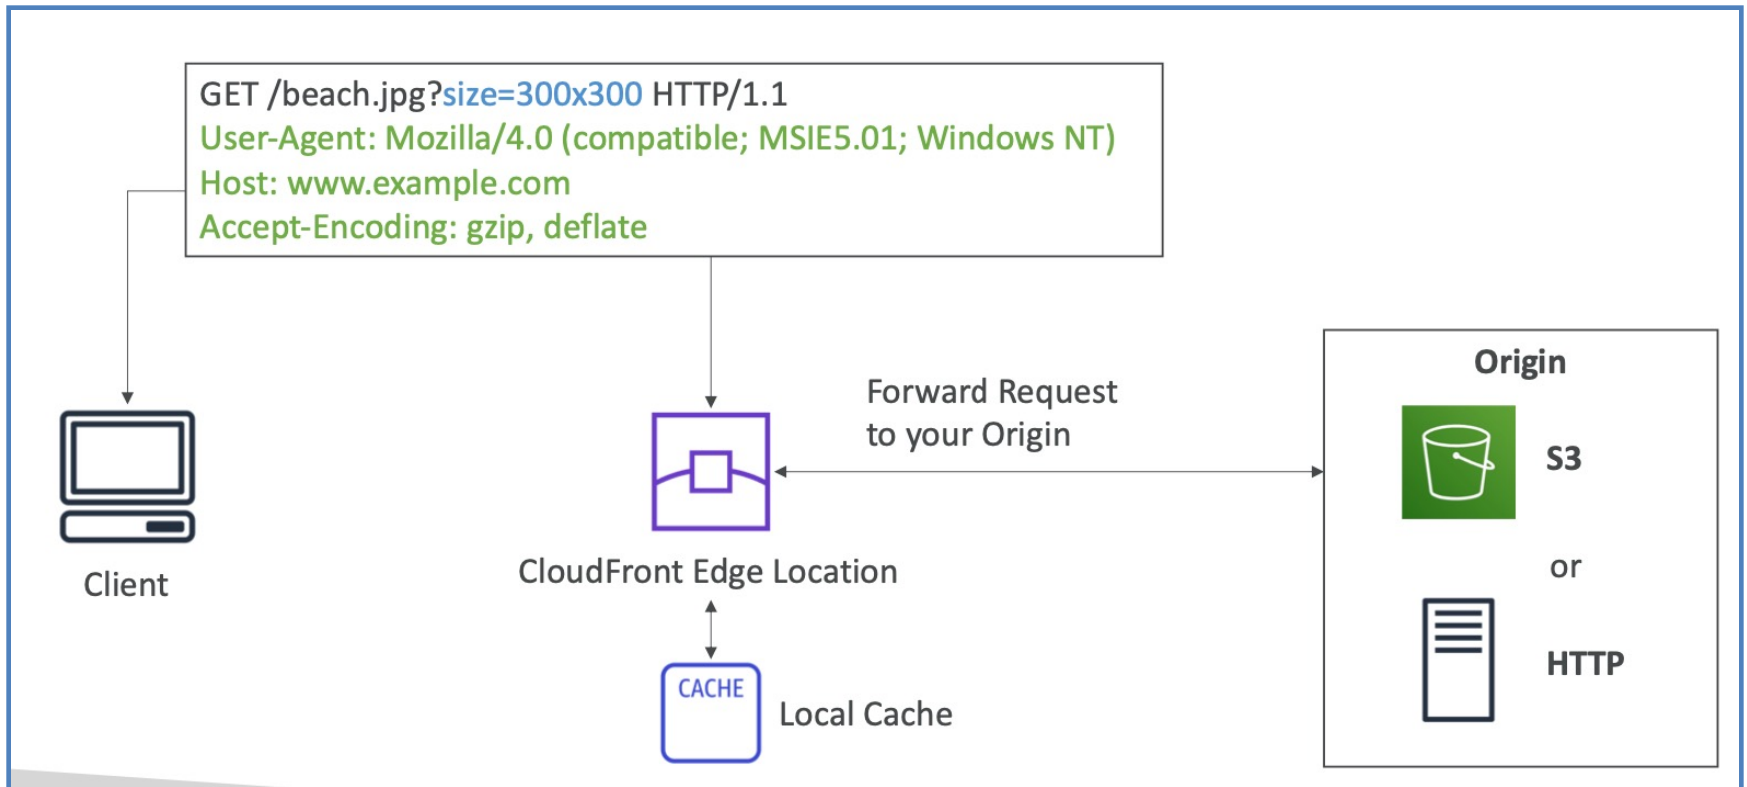 GET /beach.jpg?size=300x300 HTTP/1.1
User-Agent: Mozilla/4.0 (compatible; MSIE5.01; Windows NT)
Host: www.example.com
Accept-Encoding: gzip, deflate
Client
CloudFront Edge Location
CACHE
Local Cache
Forward Request
to your Origin
Origin
S3
or
HTTP